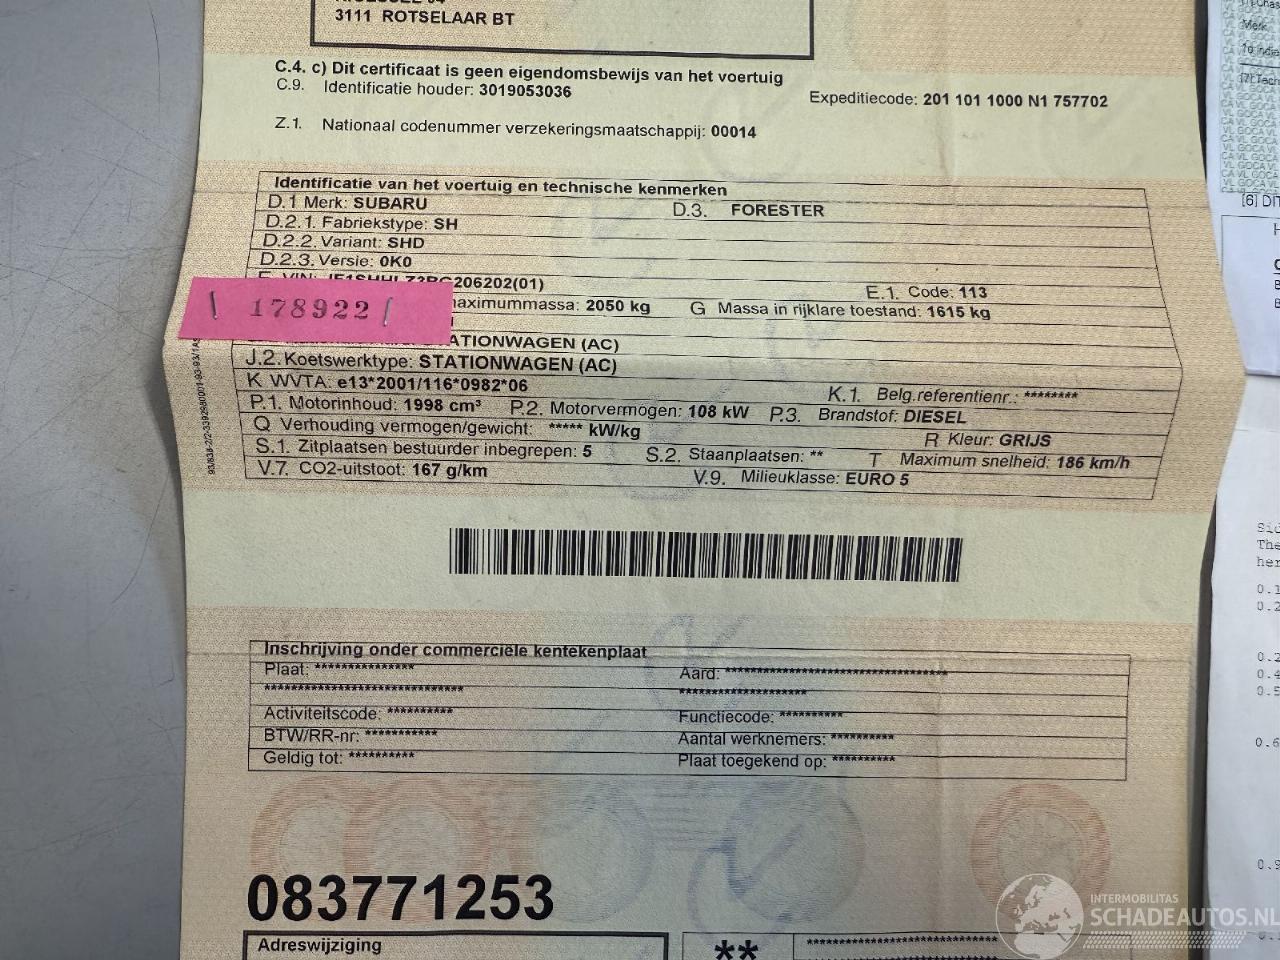 3111 ROTSELAAR BT
C.4. c) Dit certificaat is geen eigendomsbewijs van het voertuig
C.9. Identificatie houder: 3019053036
Expeditiecode: 201 101 1000 N1 757702
Z.1. Nationaal codenummer verzekeringsmaatschappij: 00014
Identificatie van het voertuig en technische kenmerken
D.1 Merk: SUBARU D.3. FORESTER
D.2.1. Fabriekstype: SH
D.2.2. Variant: SHD
D.2.3. Versie: 0K0
206202(01) E.1. Code: 113
178922
maximummassa: 2050 kg G Massa in rijklare toestand: 1615 kg
ATIONWAGEN (AC)
J.2. Koetswerktype: STATIONWAGEN (AC)
K WVTA: e13*2001/116*0982*06 K.1. Belg.referentienr.: ********
P.1. Motorinhoud: 1998 cm³ P.2. Motorvermogen: 108 kW P.3. Brandstof: DIESEL
Q Verhouding vermogen/gewicht: ***** kW/kg R Kleur: GRIJS
S.1. Zitplaatsen bestuurder inbegrepen: 5 S.2. Staanplaatsen: ** T Maximum snelheid: 186 km/h
V.7. CO2-uitstoot: 167 g/km V.9. Milieuklasse: EURO 5
Inschrijving onder commerciële kentekenplaat
Plaat: *************** Aard: **********************************
****************************** *******************
Activiteitscode: ********** Functiecode: **********
BTW/RR-nr: *********** Aantal werknemers: **********
Geldig tot: ********** Plaat toegekend op: **********
083771253
Adreswijziging
** *****************************
INTERMOBILITAS
SCHADEAUTOS.NL